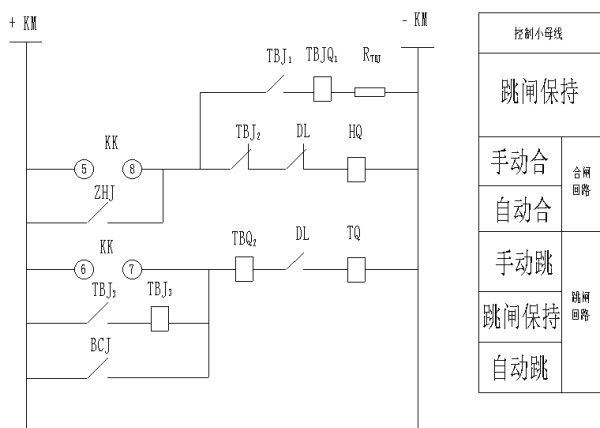 + KM
- KM
TBJ₁
TBJQ₁
R_TBJ
TBJ₂
DL
HQ
KK
5
8
ZHJ
KK
6
7
TBQ₂
DL
TQ
TBJ₃
TBJ₃
BCJ
控制小母线
跳闸保持
手动合
自动合
合闸
回路
手动跳
跳闸保持
自动跳
跳闸
回路